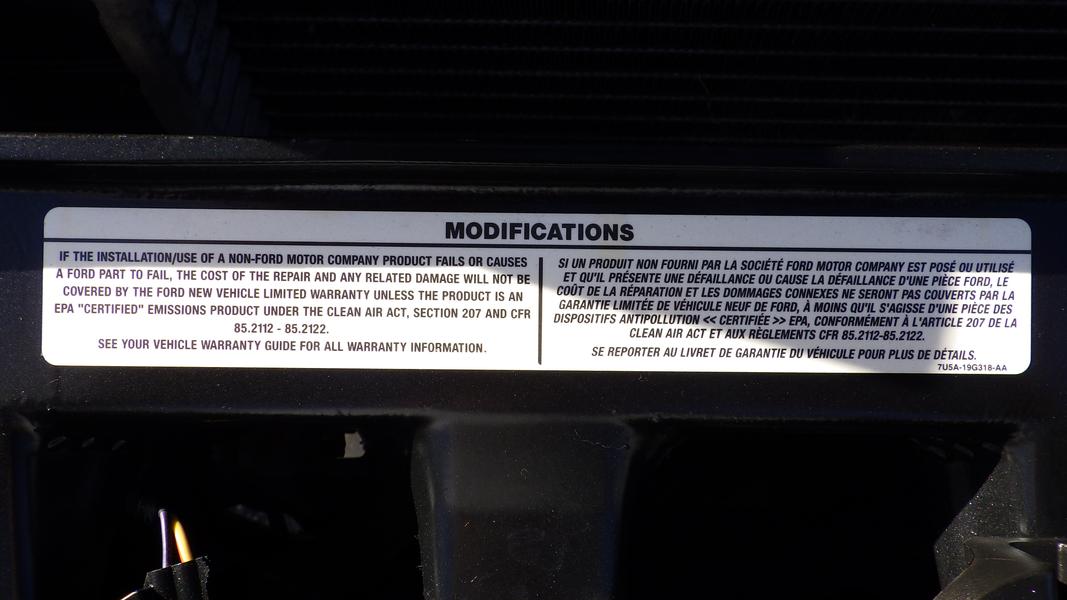 MODIFICATIONS
IF THE INSTALLATION/USE OF A NON-FORD MOTOR COMPANY PRODUCT FAILS OR CAUSES
A FORD PART TO FAIL, THE COST OF THE REPAIR AND ANY RELATED DAMAGE WILL NOT BE
COVERED BY THE FORD NEW VEHICLE LIMITED WARRANTY UNLESS THE PRODUCT IS AN
EPA "CERTIFIED" EMISSIONS PRODUCT UNDER THE CLEAN AIR ACT, SECTION 207 AND CFR
85.2112 - 85.2122.
SEE YOUR VEHICLE WARRANTY GUIDE FOR ALL WARRANTY INFORMATION.
SI UN PRODUIT NON FOURNI PAR LA SOCIÉTÉ FORD MOTOR COMPANY EST POSÉ OU UTILISÉ
ET QU'IL PRÉSENTE UNE DÉFAILLANCE OU CAUSE LA DÉFAILLANCE D'UNE PIÈCE FORD, LE
COÛT DE LA RÉPARATION ET LES DOMMAGES CONNEXES NE SERONT PAS COUVERTS PAR LA
GARANTIE LIMITÉE DE VÉHICULE NEUF DE FORD, À MOINS QU'IL S'AGISSE D'UNE PIÈCE DES
DISPOSITIFS ANTIPOLLUTION << CERTIFIÉE >> EPA, CONFORMÉMENT À L'ARTICLE 207 DE LA
CLEAN AIR ACT ET AUX RÈGLEMENTS CFR 85.2112-85.2122.
SE REPORTER AU LIVRET DE GARANTIE DU VÉHICULE POUR PLUS DE DÉTAILS.
7U5A-19G318-AA